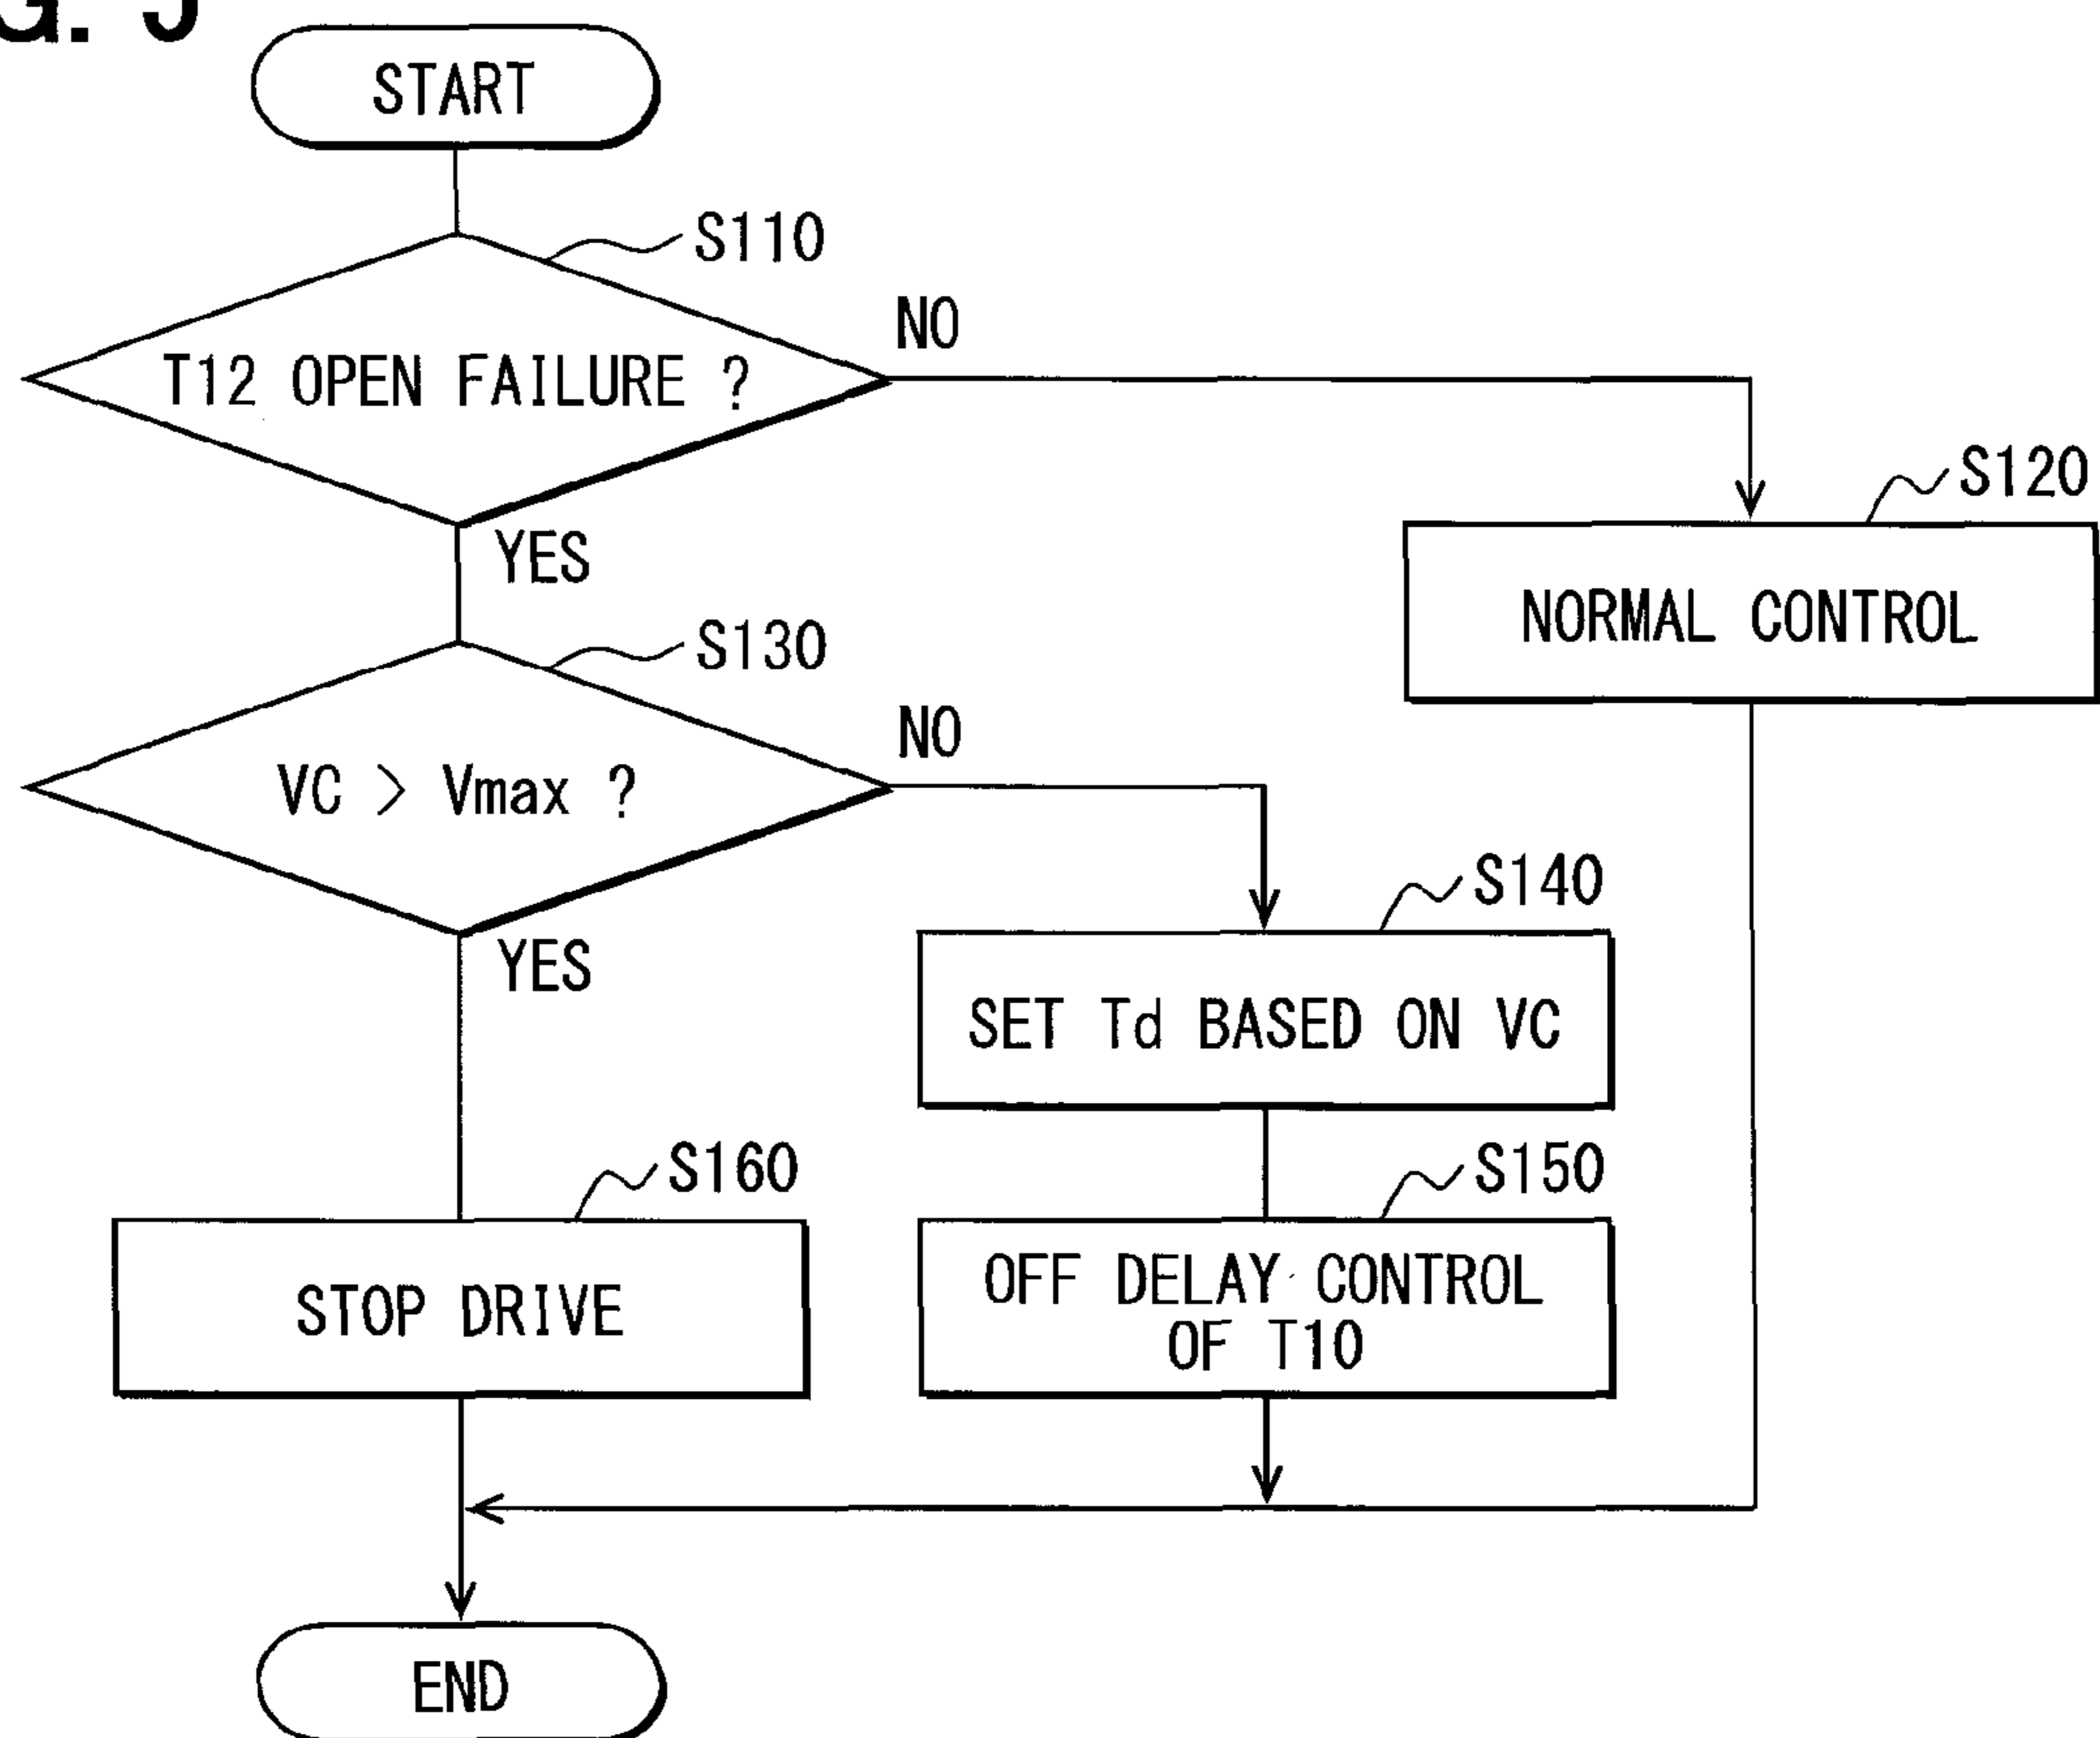 START
S110
T12 OPEN FAILURE ?
NO
YES
S120
NORMAL CONTROL
S130
VC > Vmax ?
NO
YES
S140
SET Td BASED ON VC
S160
STOP DRIVE
S150
OFF DELAY CONTROL
OF T10
END